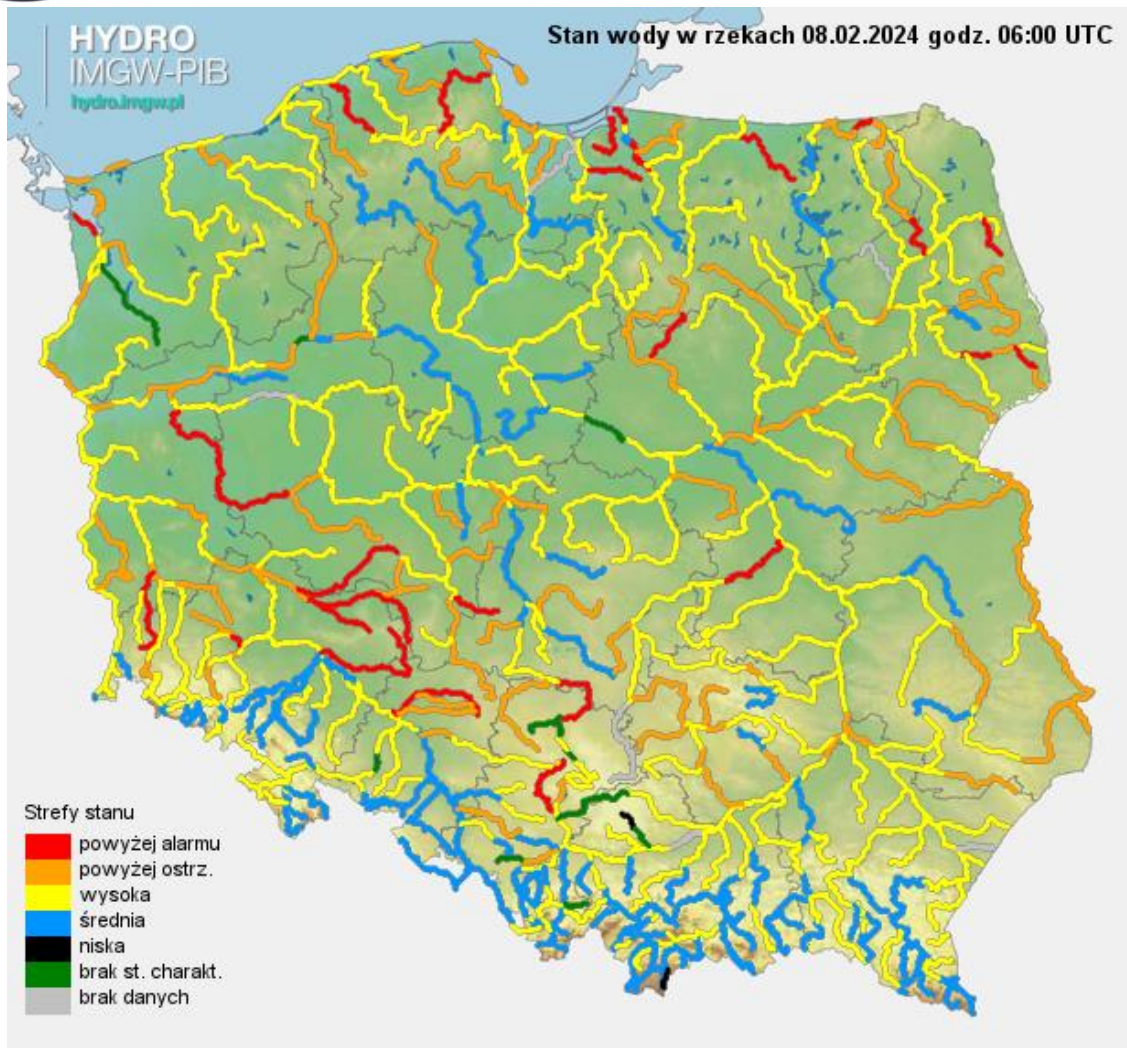 HYDRO
IMGW-PIB
hydro.imgw.pl
Stan wody w rzekach 08.02.2024 godz. 06:00 UTC
Strefy stanu
powyżej alarmu
powyżej ostrz.
wysoka
średnia
niska
brak st. charakt.
brak danych